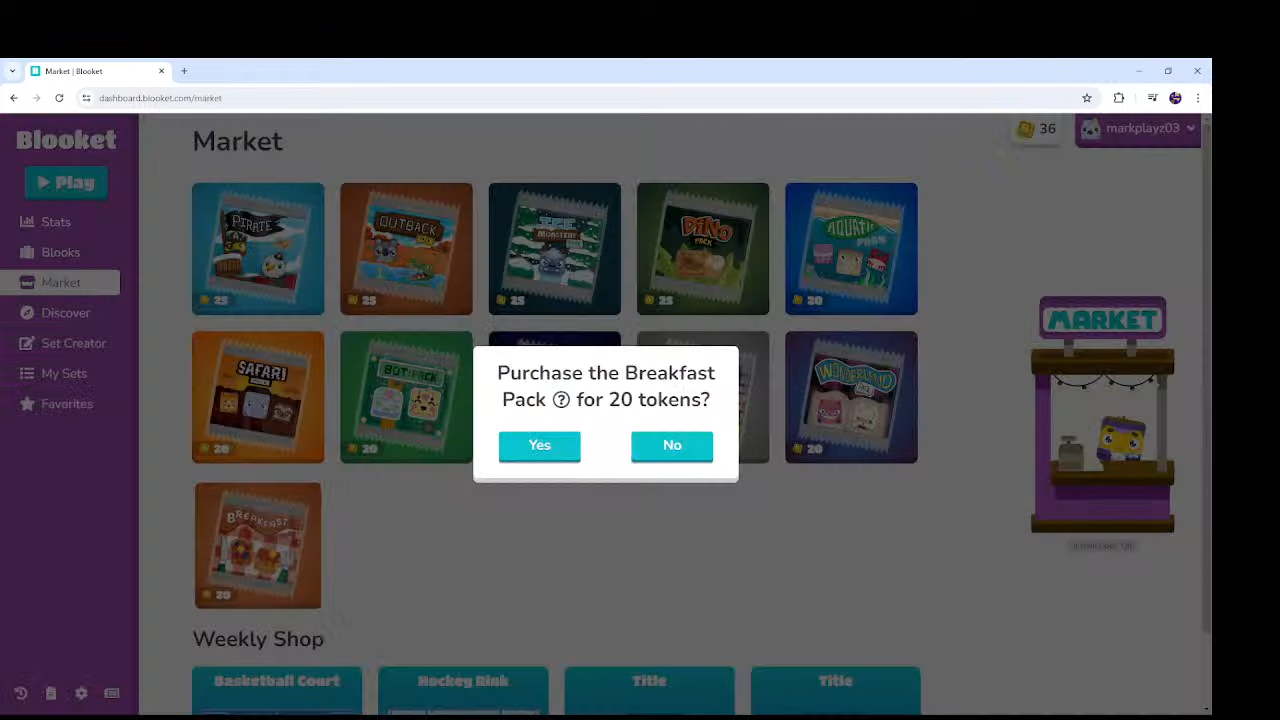 Market | Blooket
dashboard.blooket.com/market
Blooket
Play
Stats
Blooks
Market
Discover
Set Creator
My Sets
Favorites
Market
36
markplayz03
PIRATE
25
OUTBACK
25
ICE
MONSTER
25
DINO
PACK
25
AQUATIC
PACK
20
SAFARI
20
BOT PACK
20
WONDERLAND
20
BREAKFAST
20
MARKET
Purchase the Breakfast
Pack ? for 20 tokens?
Yes
No
Weekly Shop
Basketball Court
Hockey Rink
Title
Title